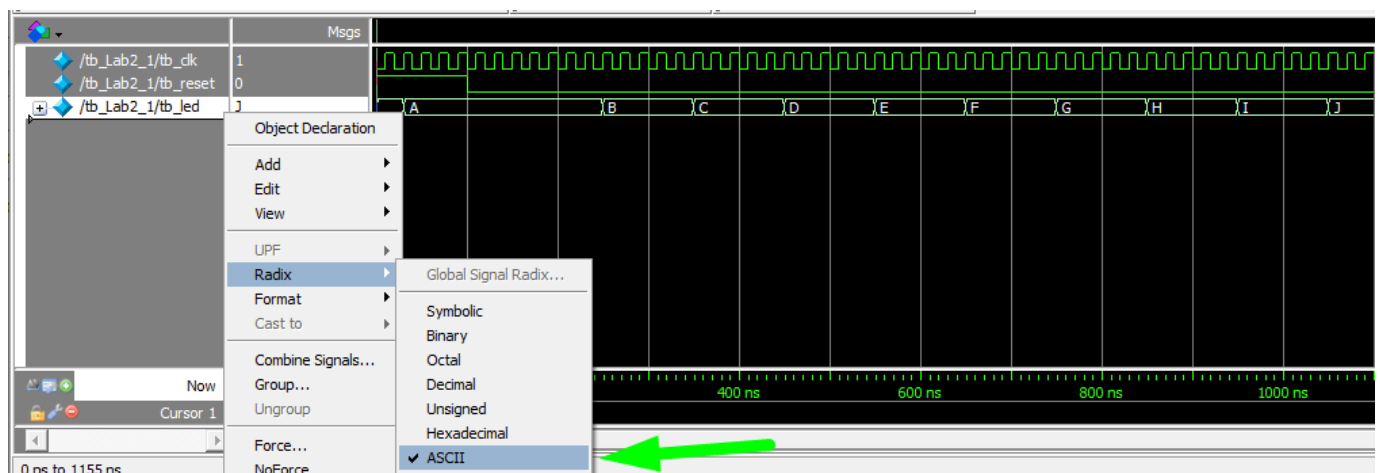 Msgs
/tb_Lab2_1/tb_clk 1
/tb_Lab2_1/tb_reset 0
/tb_Lab2_1/tb_led J A B C D E F G H I J
Object Declaration
Add
Edit
View
UPF
Radix
Format
Cast to
Combine Signals...
Group...
Ungroup
Force...
NoForce
Global Signal Radix...
Symbolic
Binary
Octal
Decimal
Unsigned
Hexadecimal
ASCII
Now
400 ns 600 ns 800 ns 1000 ns
Cursor 1
0 ns to 1155 ns